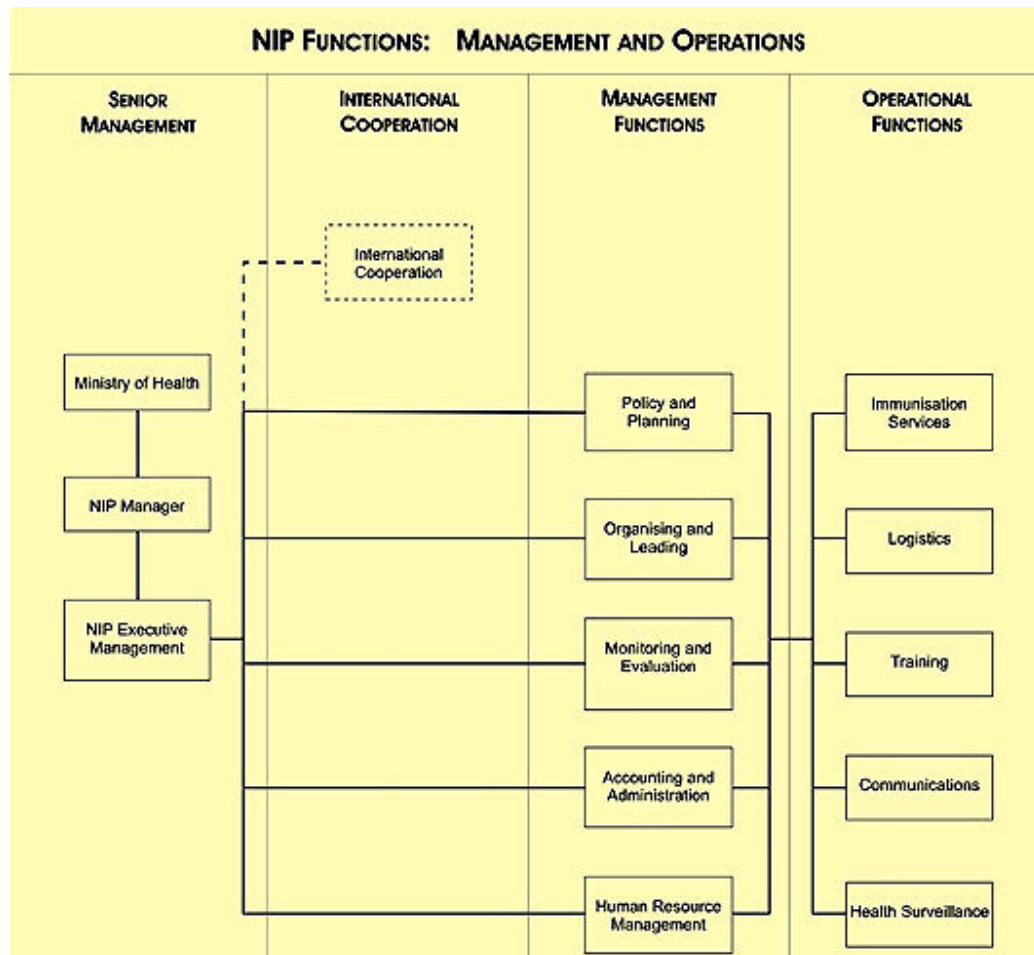 NIP FUNCTIONS: MANAGEMENT AND OPERATIONS
SENIOR
MANAGEMENT
INTERNATIONAL
COOPERATION
MANAGEMENT
FUNCTIONS
OPERATIONAL
FUNCTIONS
International
Cooperation
Ministry of Health
NIP Manager
NIP Executive
Management
Policy and
Planning
Organising and
Leading
Monitoring and
Evaluation
Accounting and
Administration
Human Resource
Management
Immunisation
Services
Logistics
Training
Communications
Health Surveillance